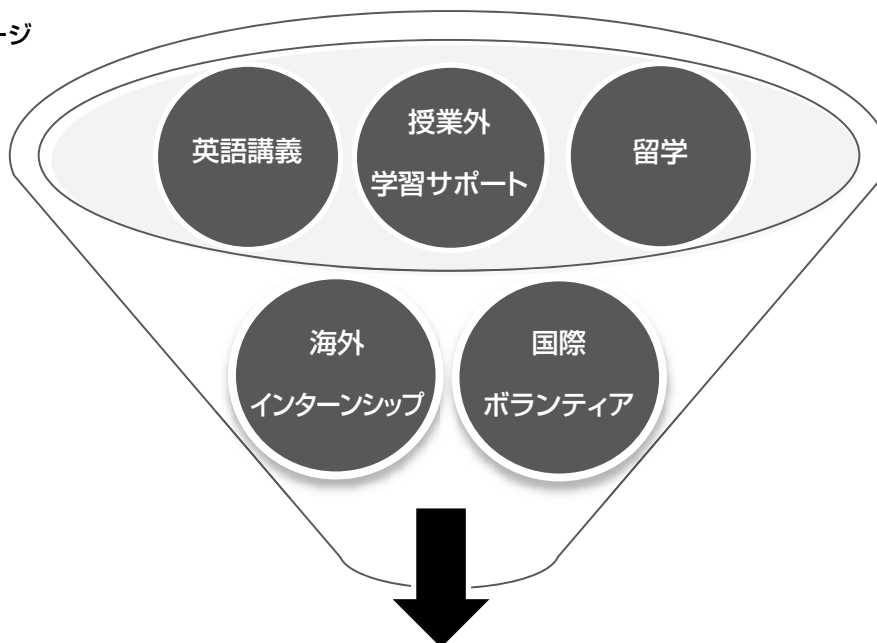 ージ
英語講義
授業外
学習サポート
留学
海外
インターンシップ
国際
ボランティア